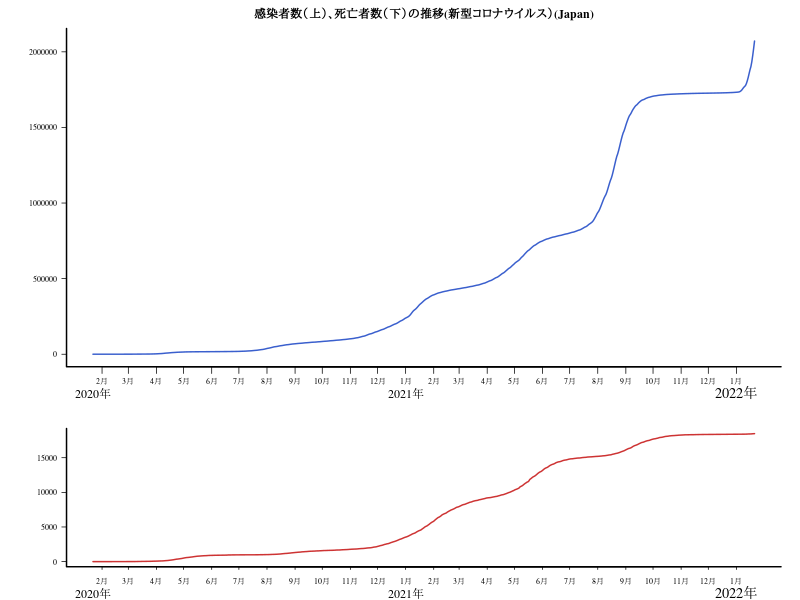 感染者数(上)、死亡者数(下)の推移(新型コロナウイルス)(Japan)
2000000
1500000
1000000
500000
0
2月 3月 4月 5月 6月 7月 8月 9月 10月 11月 12月 1月 2月 3月 4月 5月 6月 7月 8月 9月 10月 11月 12月 1月
2020年 2021年 2022年
15000
10000
5000
0
2月 3月 4月 5月 6月 7月 8月 9月 10月 11月 12月 1月 2月 3月 4月 5月 6月 7月 8月 9月 10月 11月 12月 1月
2020年 2021年 2022年